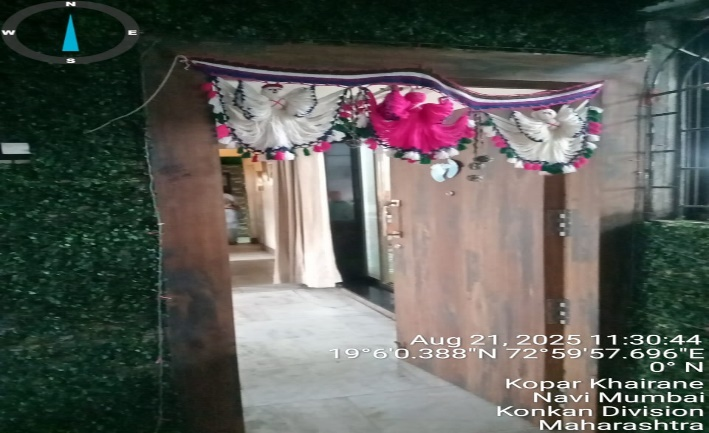 N
W E
S
Aug 21, 2025 11:30:44
19°6'0.388"N 72°59'57.696"E
0° N
Kopar Khairane
Navi Mumbai
Konkan Division
Maharashtra